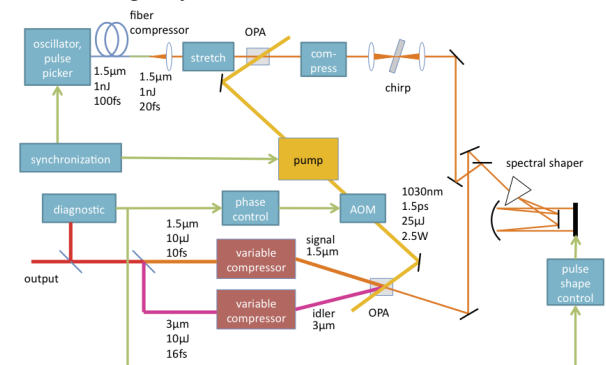 fiber
compressor
OPA
oscillator,
pulse
picker
stretch
com-
press
1.5μm
1nJ
100fs
1.5μm
1nJ
20fs
chirp
synchronization
pump
spectral shaper
diagnostic
phase
control
AOM
1030nm
1.5ps
25μJ
2.5W
1.5μm
10μJ
10fs
variable
compressor
signal
1.5μm
output
pulse
shape
control
variable
compressor
idler
3μm
OPA
3μm
10μJ
16fs